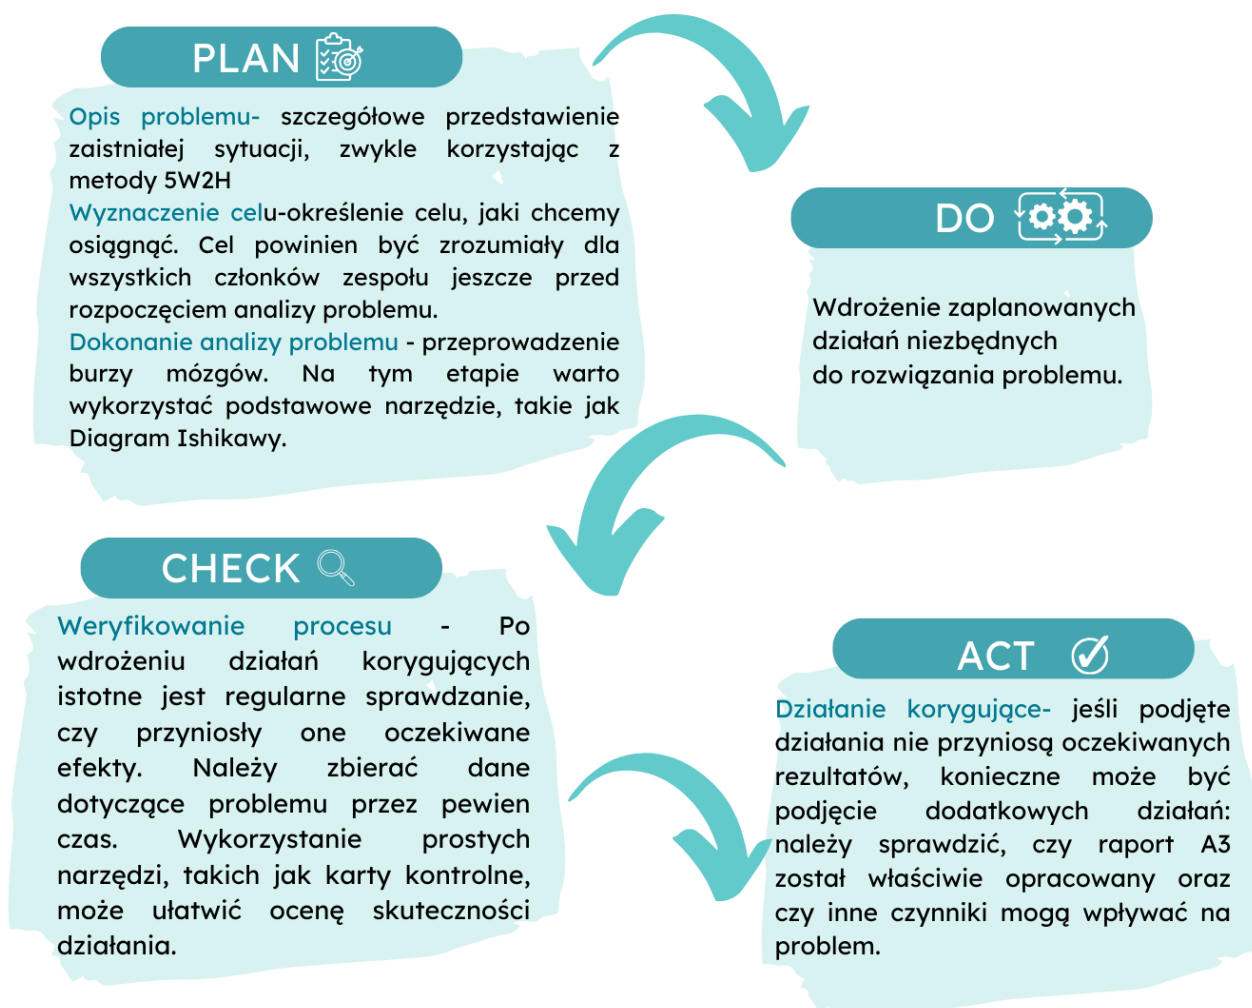 PLAN
Opis problemu- szczegółowe przedstawienie
zaistniałej sytuacji, zwykle korzystając z
metody 5W2H
Wyznaczenie celu-określenie celu, jaki chcemy
osiągnąć. Cel powinien być zrozumiały dla
wszystkich członków zespołu jeszcze przed
rozpoczęciem analizy problemu.
Dokonanie analizy problemu - przeprowadzenie
burzy mózgów. Na tym etapie warto
wykorzystać podstawowe narzędzie, takie jak
Diagram Ishikawy.
DO
Wdrożenie zaplanowanych
działań niezbędnych
do rozwiązania problemu.
CHECK
Weryfikowanie procesu - Po
wdrożeniu działań korygujących
istotne jest regularne sprawdzanie,
czy przyniosły one oczekiwane
efekty. Należy zbierać dane
dotyczące problemu przez pewien
czas. Wykorzystanie prostych
narzędzi, takich jak karty kontrolne,
może ułatwić ocenę skuteczności
działania.
ACT
Działanie korygujące- jeśli podjęte
działania nie przyniosą oczekiwanych
rezultatów, konieczne może być
podjęcie dodatkowych działań:
należy sprawdzić, czy raport A3
został właściwie opracowany oraz
czy inne czynniki mogą wpływać na
problem.